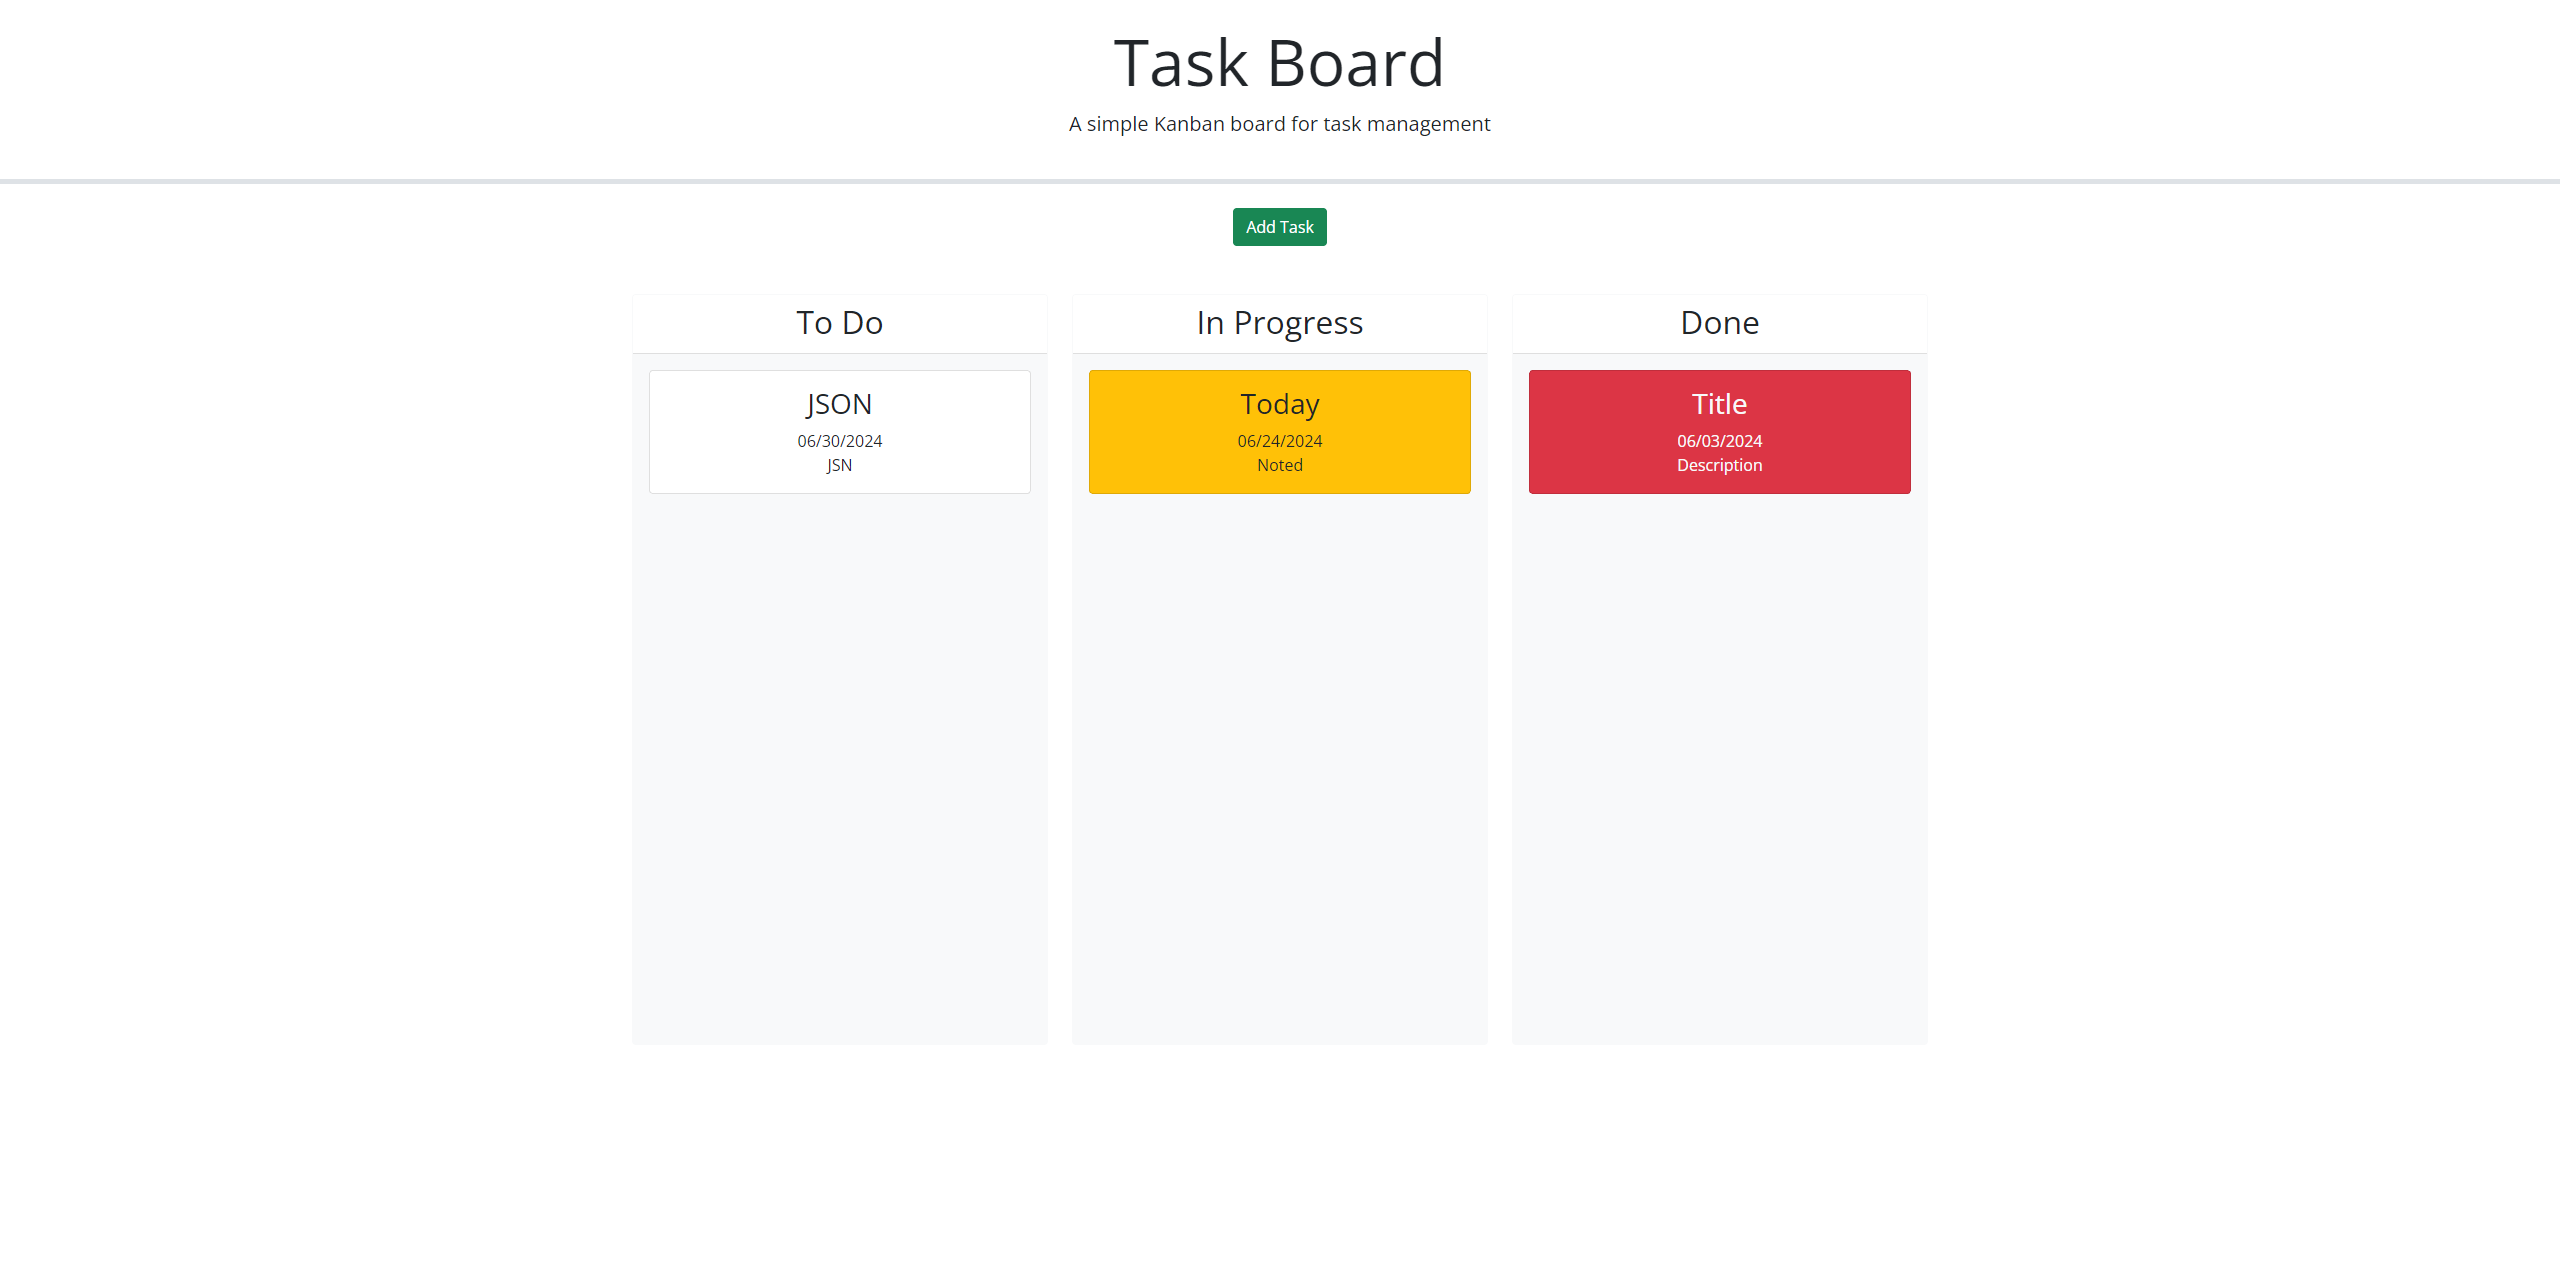 Task Board
A simple Kanban board for task management
Add Task
To Do
JSON
06/30/2024
JSN
In Progress
Today
06/24/2024
Noted
Done
Title
06/03/2024
Description